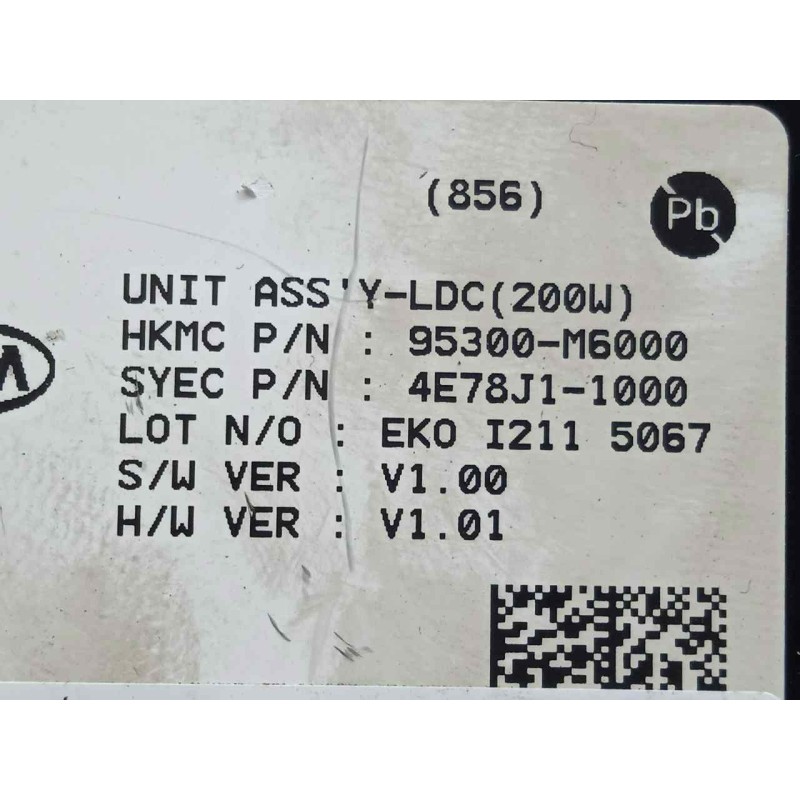 (856)
Pb
UNIT ASS'Y-LDC(200W)
HKMC P/N : 95300-M6000
SYEC P/N : 4E78J1-1000
LOT N/O : EKO I211 5067
S/W VER : V1.00
H/W VER : V1.01